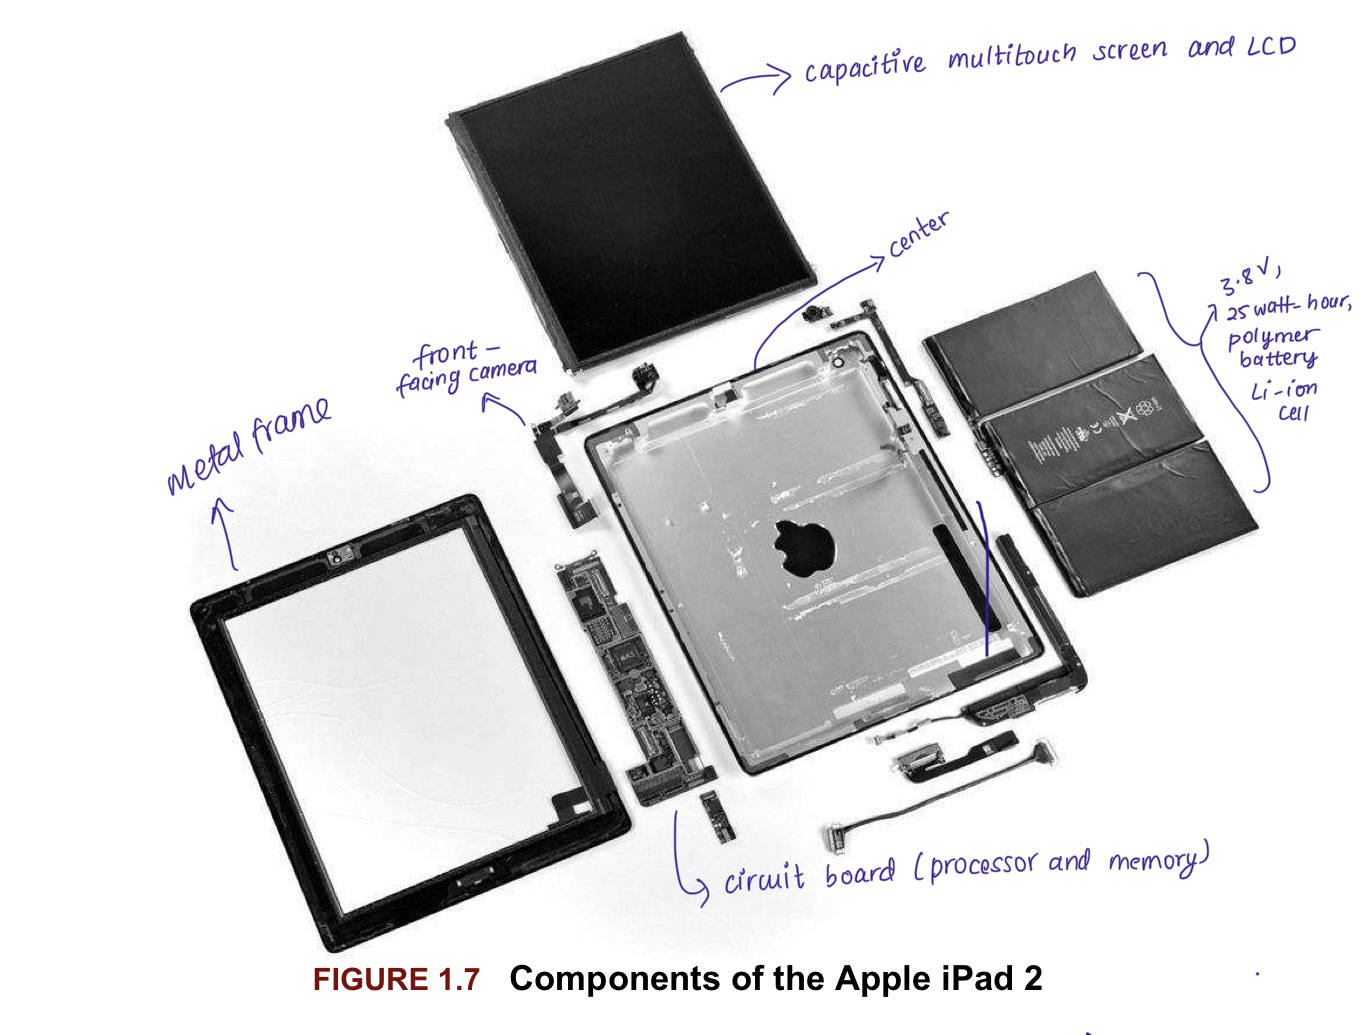 capacitive multitouch screen and LCD
center
3.8 V,
25 watt-hour,
polymer
battery
Li-ion
cell
front-
facing camera
metal frame
circuit board (processor and memory)
FIGURE 1.7 Components of the Apple iPad 2